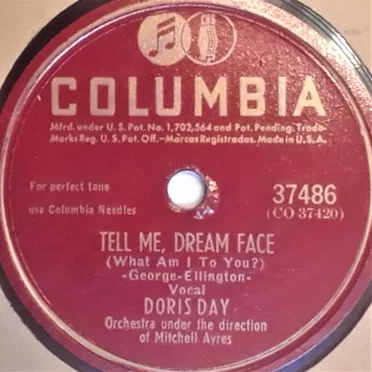 COLUMBIA
Mfrd. under U.S. Pat. No. 1,702,564 and Pat. Pending. Trade-
Marks Reg. U.S. Pat. Off.—Marcas Registradas. Made in U.S.A.
For perfect tone
use Columbia Needles
37486
(CO 37420)
TELL ME, DREAM FACE
(What Am I To You?)
-George-Ellington-
Vocal
DORIS DAY
Orchestra under the direction
of Mitchell Ayres